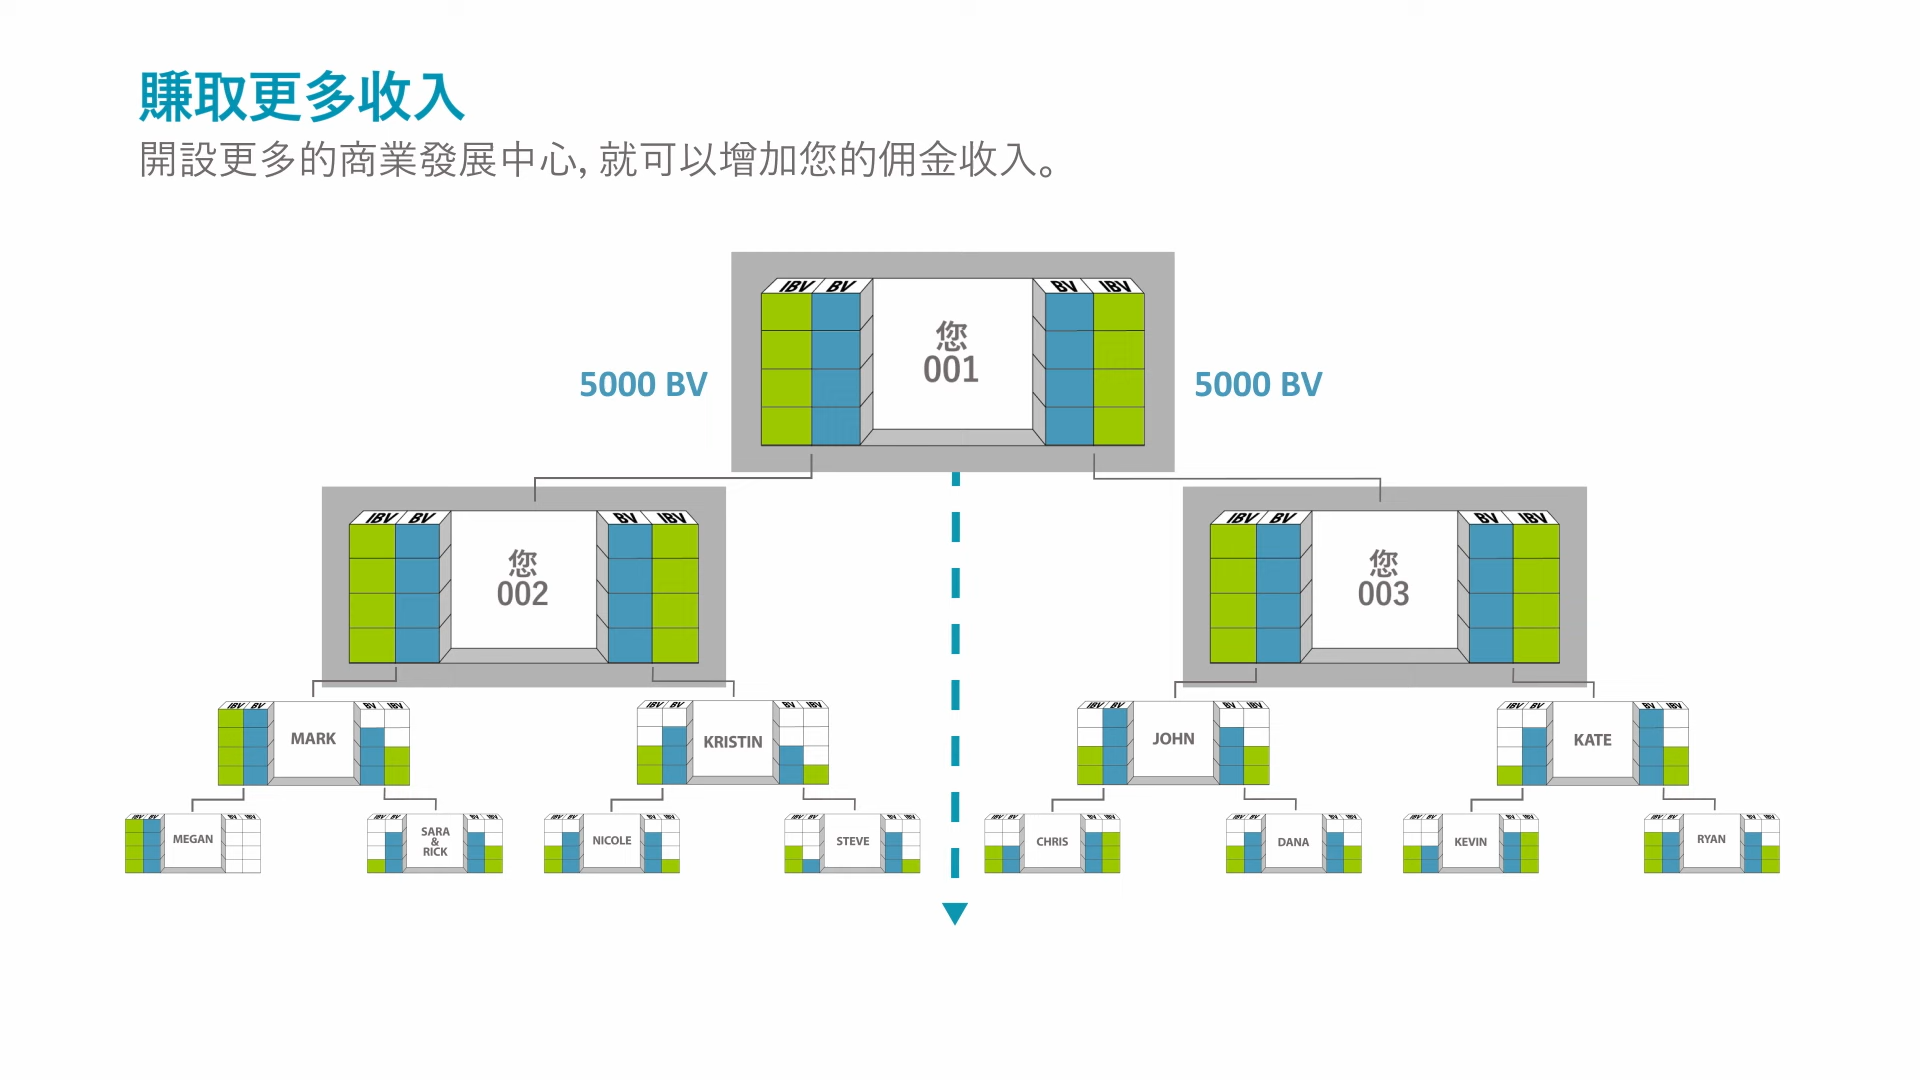 賺取更多收入
開設更多的商業發展中心, 就可以增加您的佣金收入。
IBV BV
BV IBV
您
001
5000 BV
5000 BV
IBV BV
BV IBV
您
002
IBV BV
BV IBV
您
003
IBV BV
BV IBV
MARK
IBV BV
BV IBV
KRISTIN
IBV BV
BV IBV
JOHN
IBV BV
BV IBV
KATE
IBV BV
BV IBV
MEGAN
IBV BV
BV IBV
SARA
&
RICK
IBV BV
BV IBV
NICOLE
IBV BV
BV IBV
STEVE
IBV BV
BV IBV
CHRIS
IBV BV
BV IBV
DANA
IBV BV
BV IBV
KEVIN
IBV BV
BV IBV
RYAN